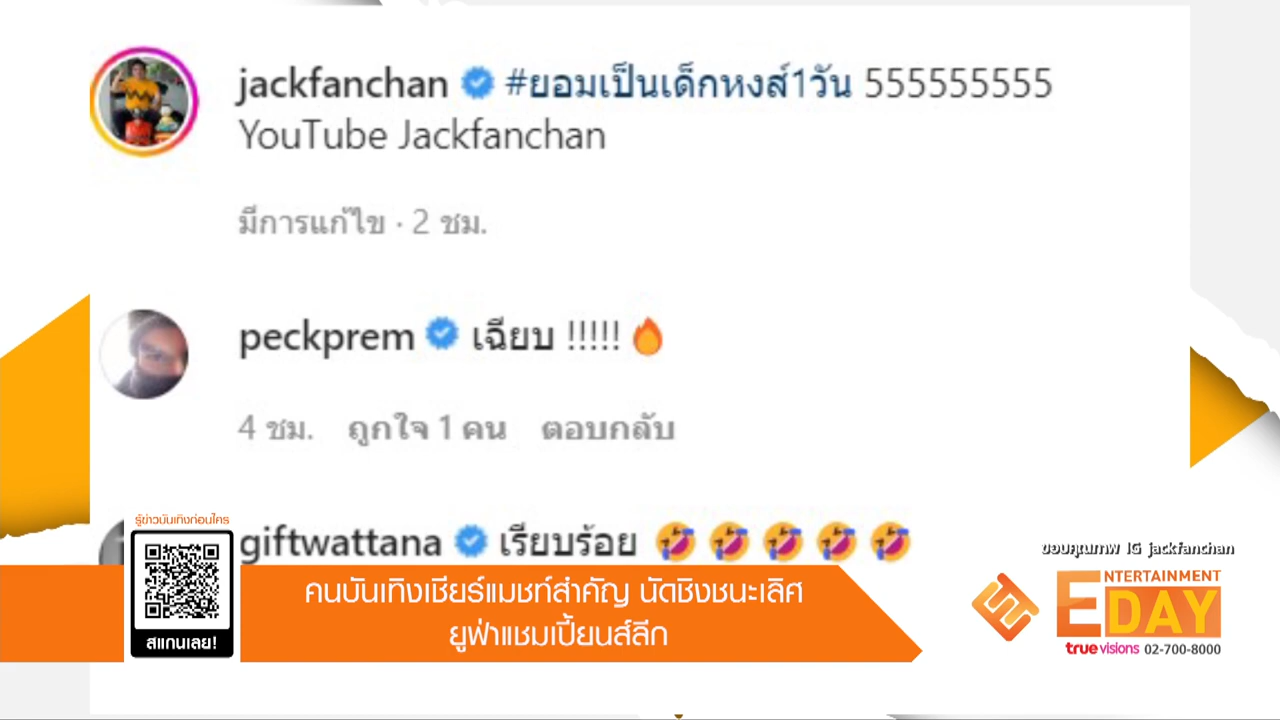 jackfanchan #ยอมเป็นเด็กหงส์1วัน 555555555
YouTube Jackfanchan
มีการแก้ไข · 2 ชม.
peckprem เฉียบ !!!!! 🔥
4 ชม. ถูกใจ 1 คน ตอบกลับ
giftwattana เรียบร้อย 🤣🤣🤣🤣🤣
รู้ข่าวบันเทิงก่อนใคร
สแกนเลย!
คนบันเทิงเชียร์แมชท์สำคัญ นัดชิงชนะเลิศ
ยูฟ่าแชมเปี้ยนส์ลีก
ขอบคุณภาพ IG jackfanchan
ENTERTAINMENT
EDAY
truevisions 02-700-8000